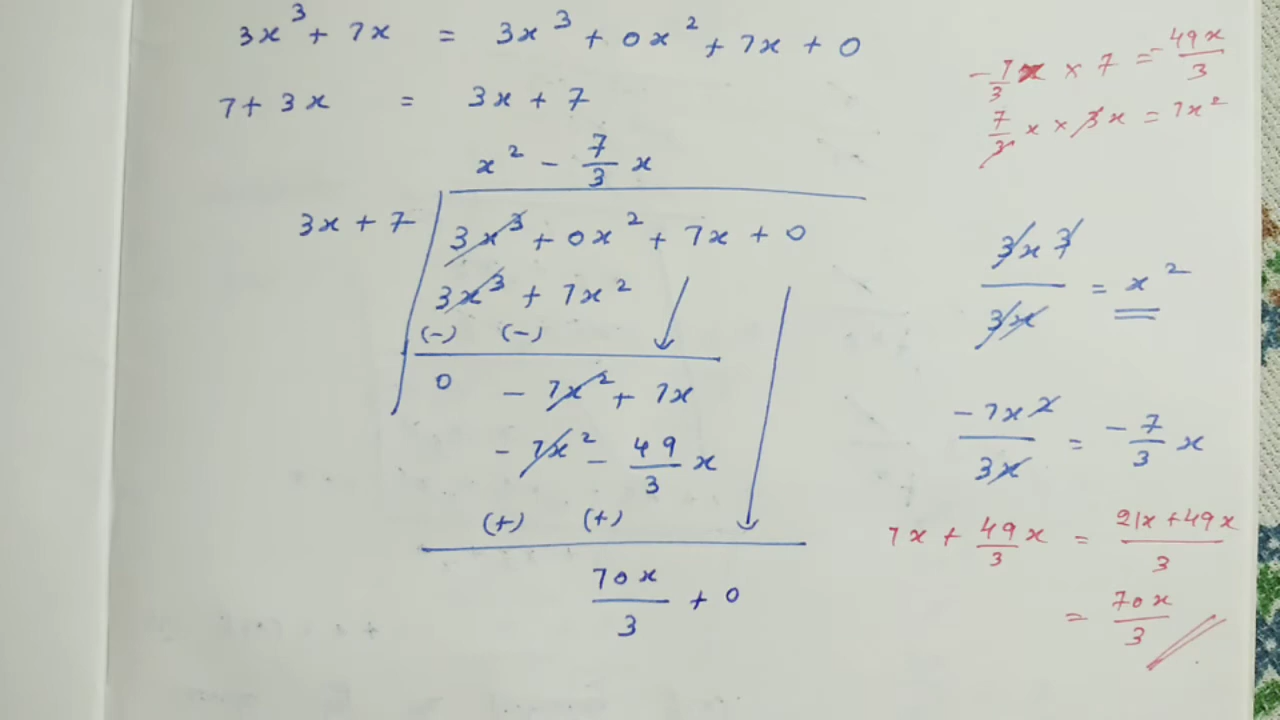 3x³ + 7x = 3x³ + 0x² + 7x + 0
7 + 3x = 3x + 7
x² - 7/3 x
3x + 7 3x³ + 0x² + 7x + 0
3x³ + 7x²
(-) (-)
0 - 7x² + 7x
- 7x² - 49/3 x
(+) (+)
70x/3 + 0
-7/3 x × 7 = -49x/3
7/3 x × 3x = 7x²
3x³/3x = x²
-7x²/3x = -7/3 x
7x + 49/3 x = 21x + 49x/3
= 70x/3